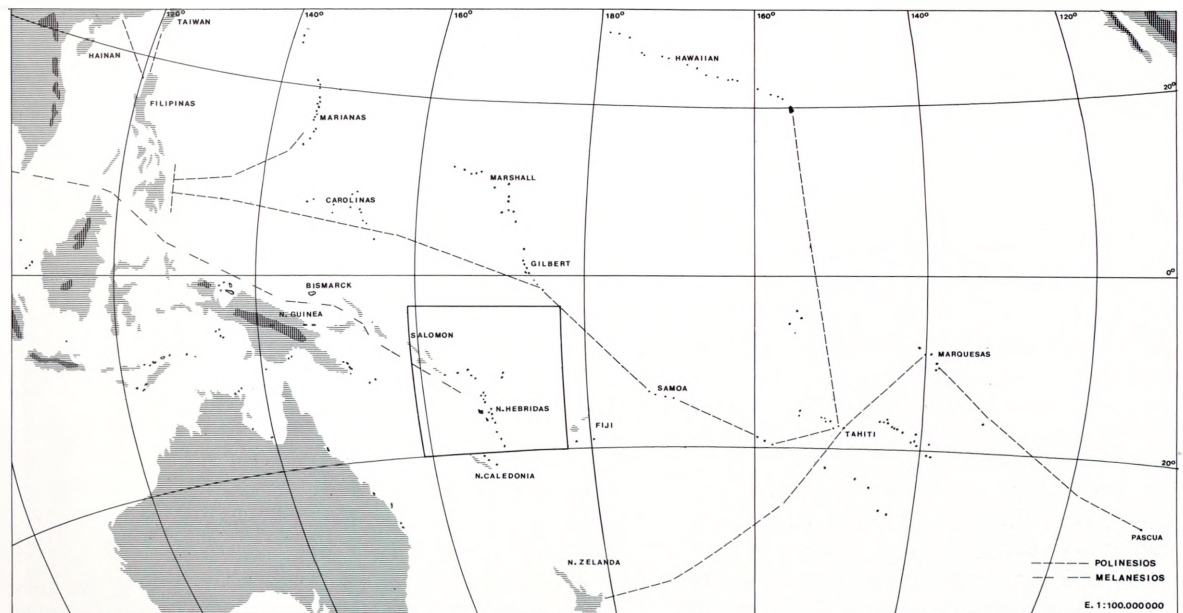 120° 140° 160° 180° 160° 140° 120°
TAIWAN
HAINAN
HAWAIIAN
20°
FILIPINAS
MARIANAS
MARSHALL
CAROLINAS
GILBERT
0°
BISMARCK
N. GUINEA
SALOMON
MARQUESAS
SAMOA
N. HEBRIDAS
FIJI
TAHITI
20°
N. CALEDONIA
PASCUA
N. ZELANDA
POLINESIOS
MELANESIOS
E. 1:100.000000